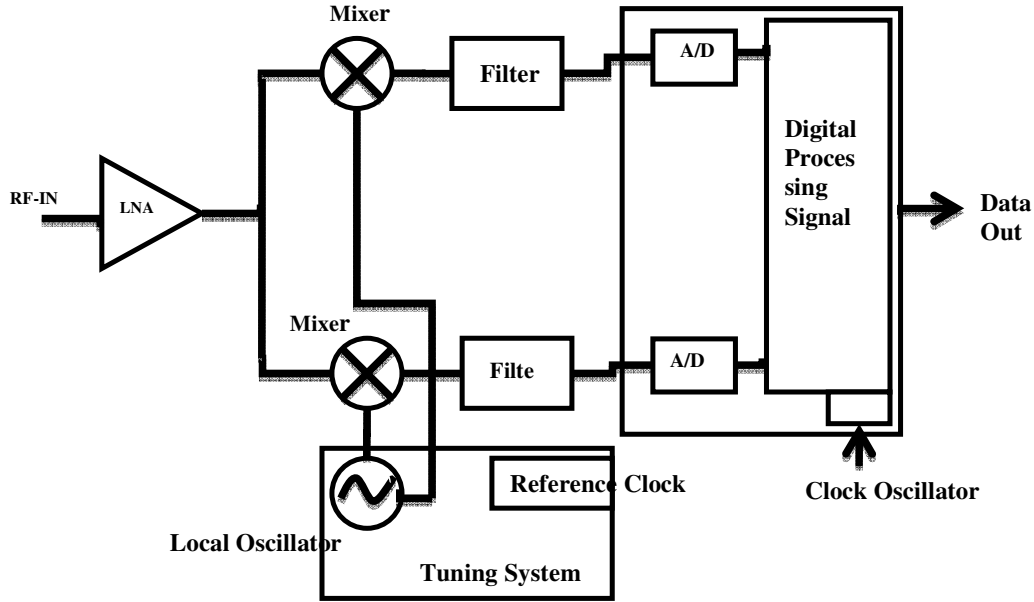 Mixer
Filter
A/D
Digital
Proces
sing
Signal
RF-IN
LNA
Data
Out
Mixer
Filte
A/D
Reference Clock
Clock Oscillator
Local Oscillator
Tuning System